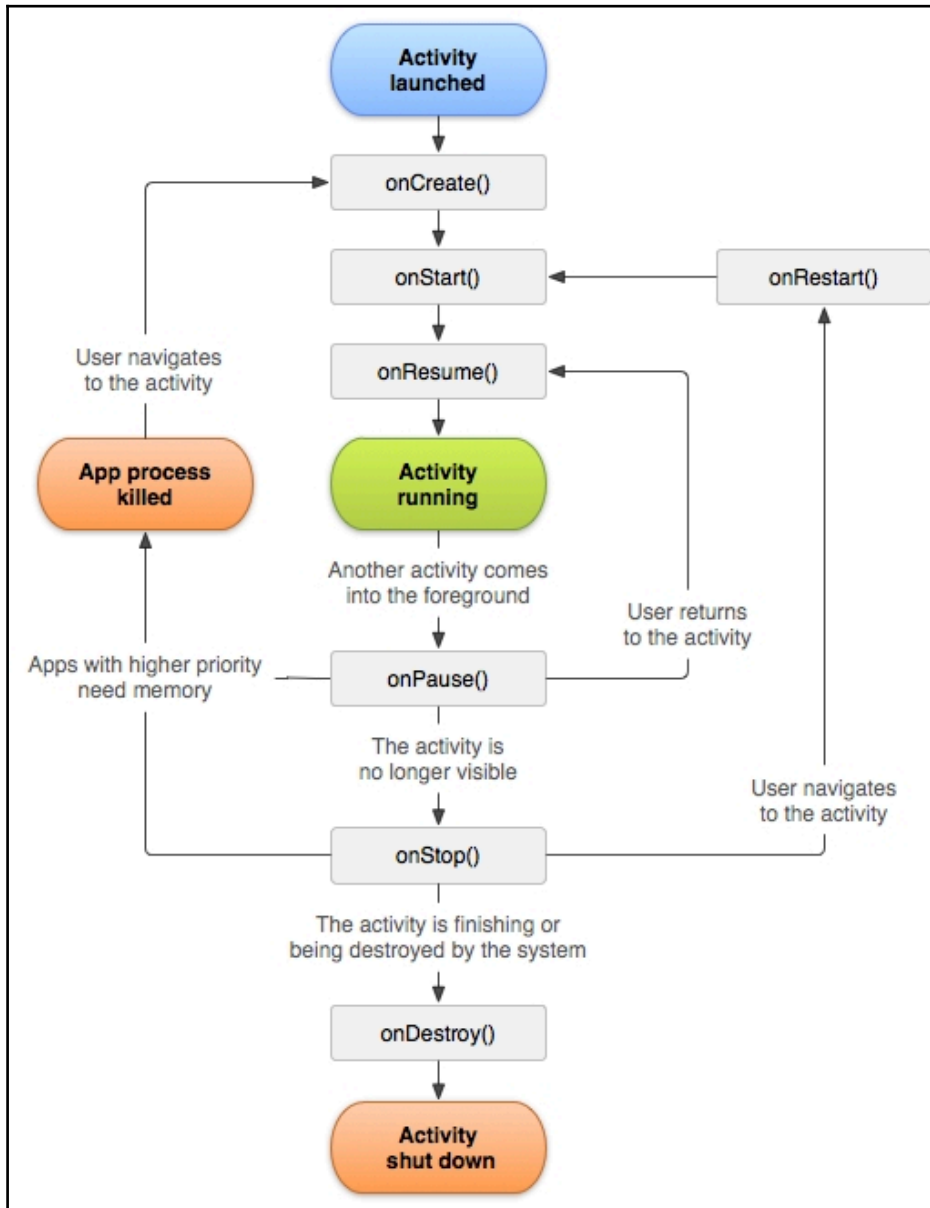 Activity
launched
onCreate()
onStart()
onRestart()
onResume()
User navigates
to the activity
App process
killed
Activity
running
Another activity comes
into the foreground
User returns
to the activity
Apps with higher priority
need memory
onPause()
The activity is
no longer visible
User navigates
to the activity
onStop()
The activity is finishing or
being destroyed by the system
onDestroy()
Activity
shut down